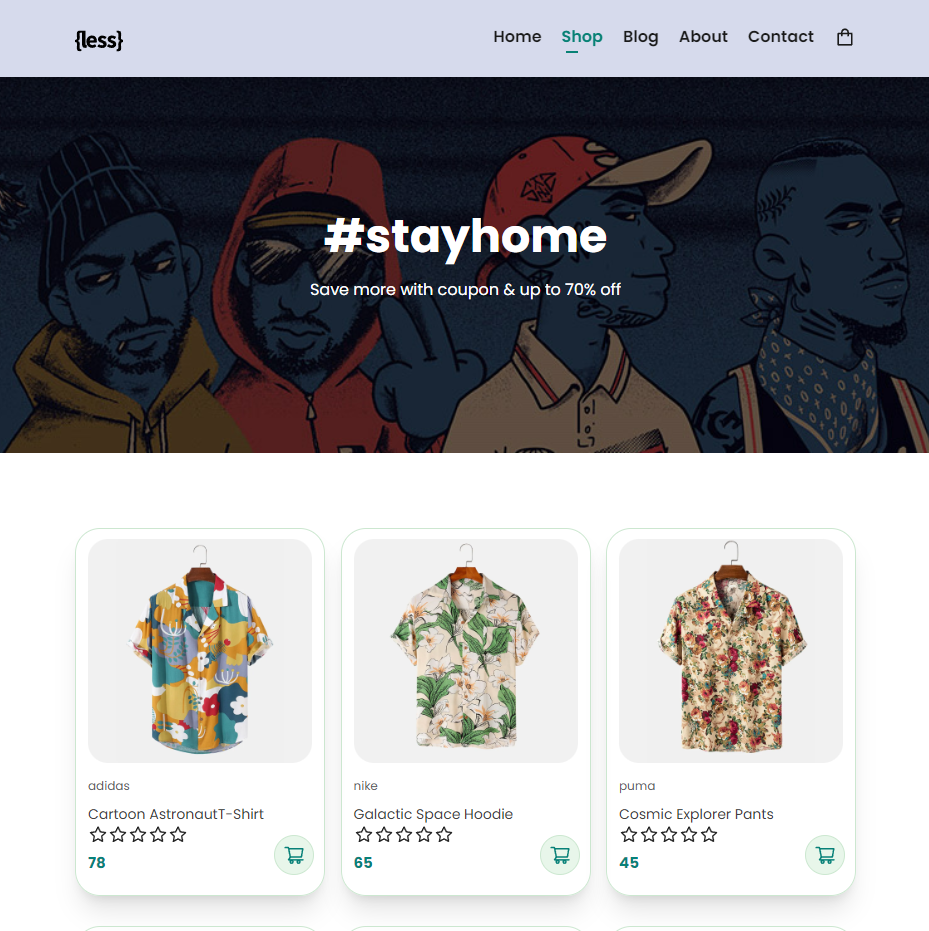 {less}
Home Shop Blog About Contact
#stayhome
Save more with coupon & up to 70% off
adidas
Cartoon AstronautT-Shirt
78
nike
Galactic Space Hoodie
65
puma
Cosmic Explorer Pants
45